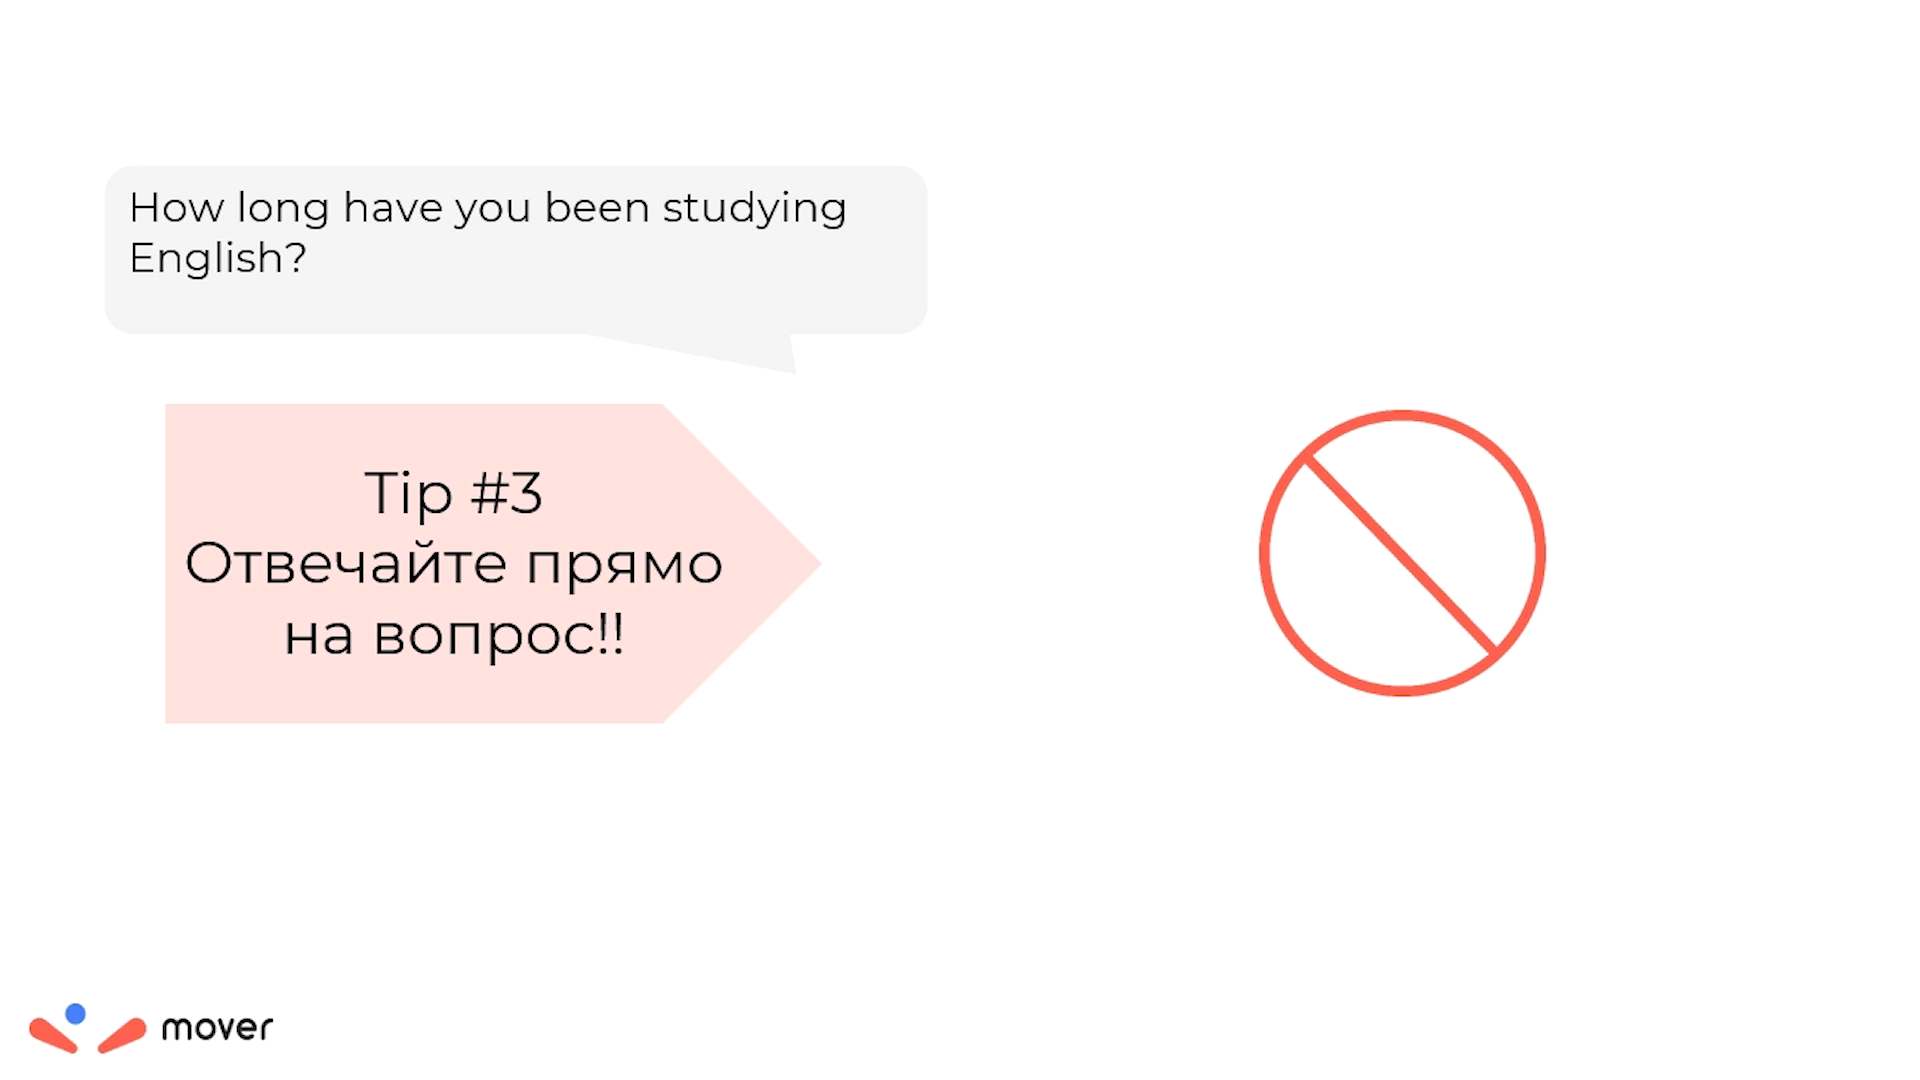 How long have you been studying
English?
Tip #3
Отвечайте прямо
на вопрос!!
mover